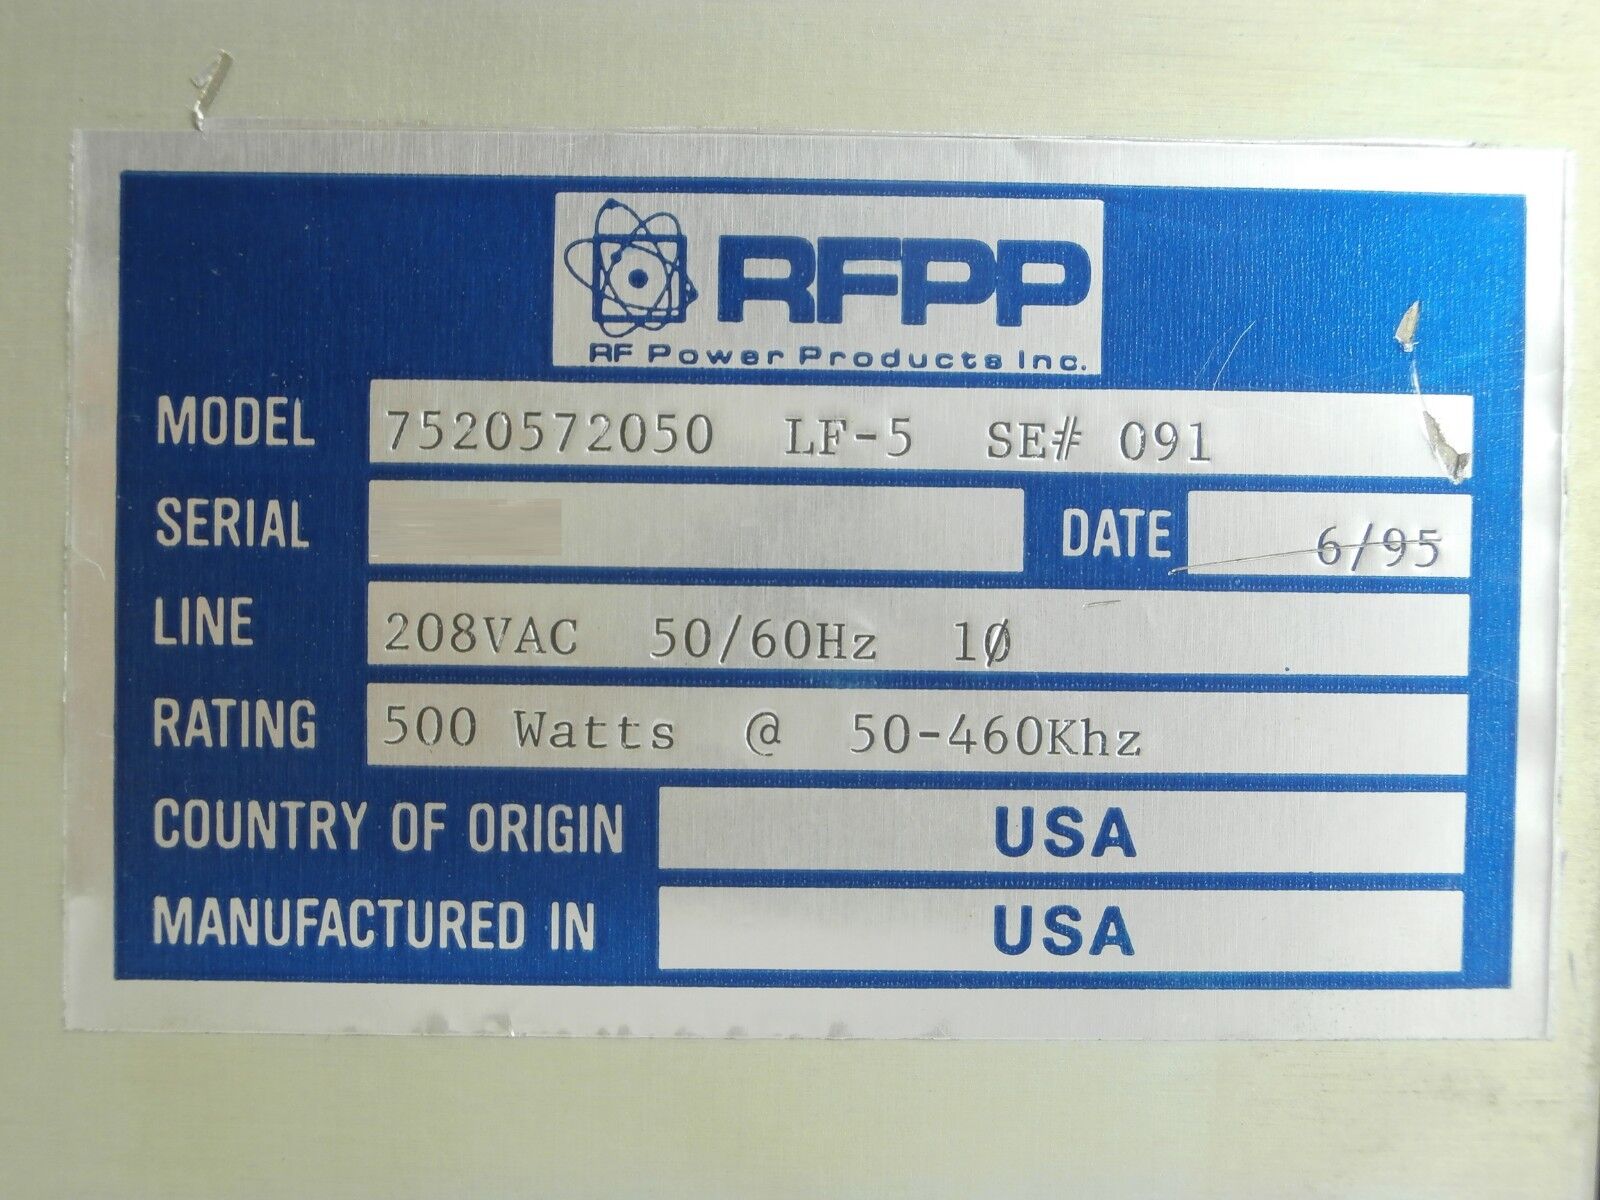 RFPP
RF Power Products Inc.
MODEL 7520572050 LF-5 SE# 091
SERIAL DATE 6/95
LINE 208VAC 50/60Hz 1Ø
RATING 500 Watts @ 50-460Khz
COUNTRY OF ORIGIN USA
MANUFACTURED IN USA